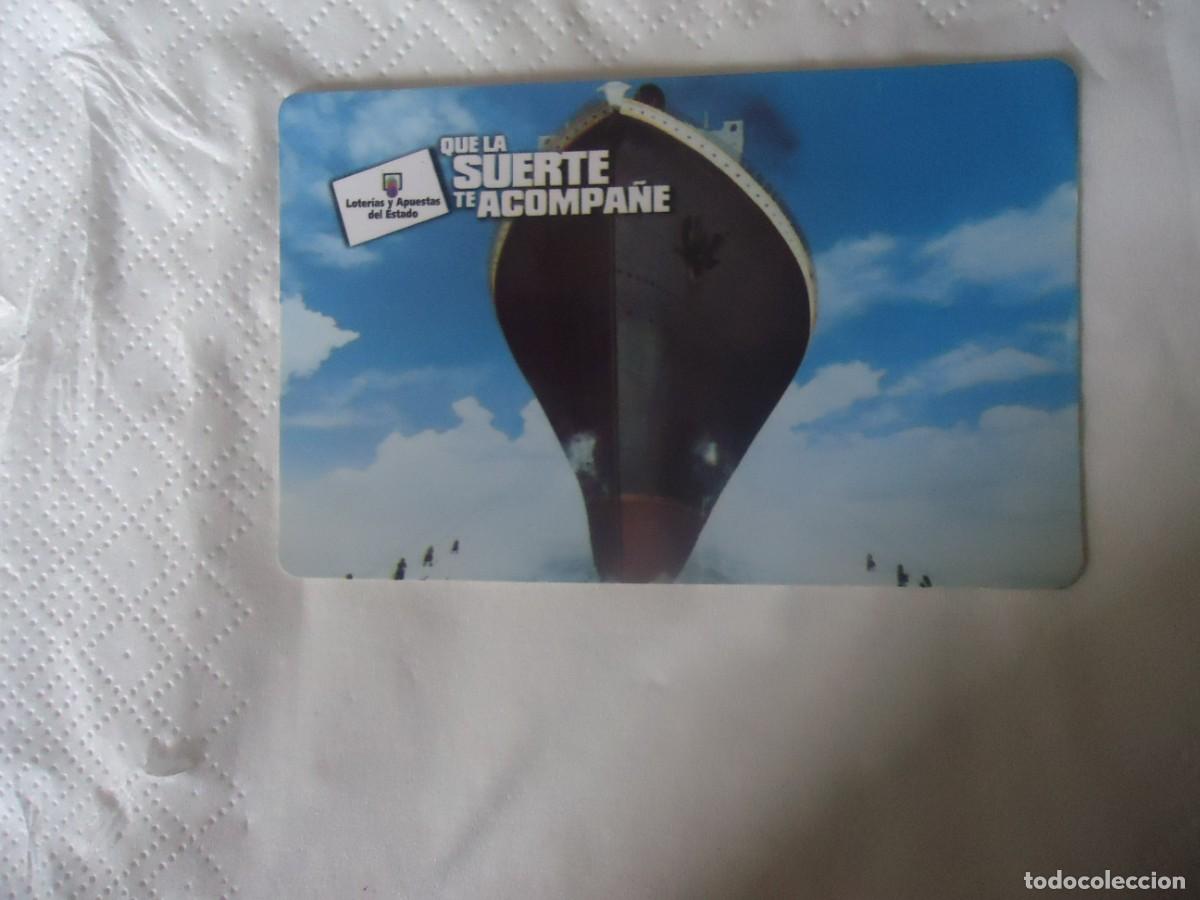 QUE LA
SUERTE
TE ACOMPAÑE
Loterías y Apuestas
del Estado
todocoleccion